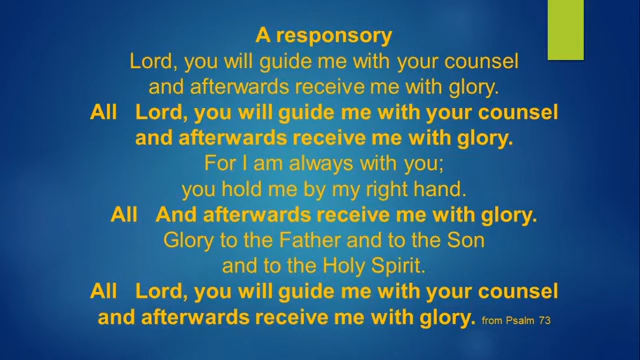 A responsory
Lord, you will guide me with your counsel
and afterwards receive me with glory.
All   Lord, you will guide me with your counsel
and afterwards receive me with glory.
For I am always with you;
you hold me by my right hand.
All   And afterwards receive me with glory.
Glory to the Father and to the Son
and to the Holy Spirit.
All   Lord, you will guide me with your counsel
and afterwards receive me with glory. from Psalm 73